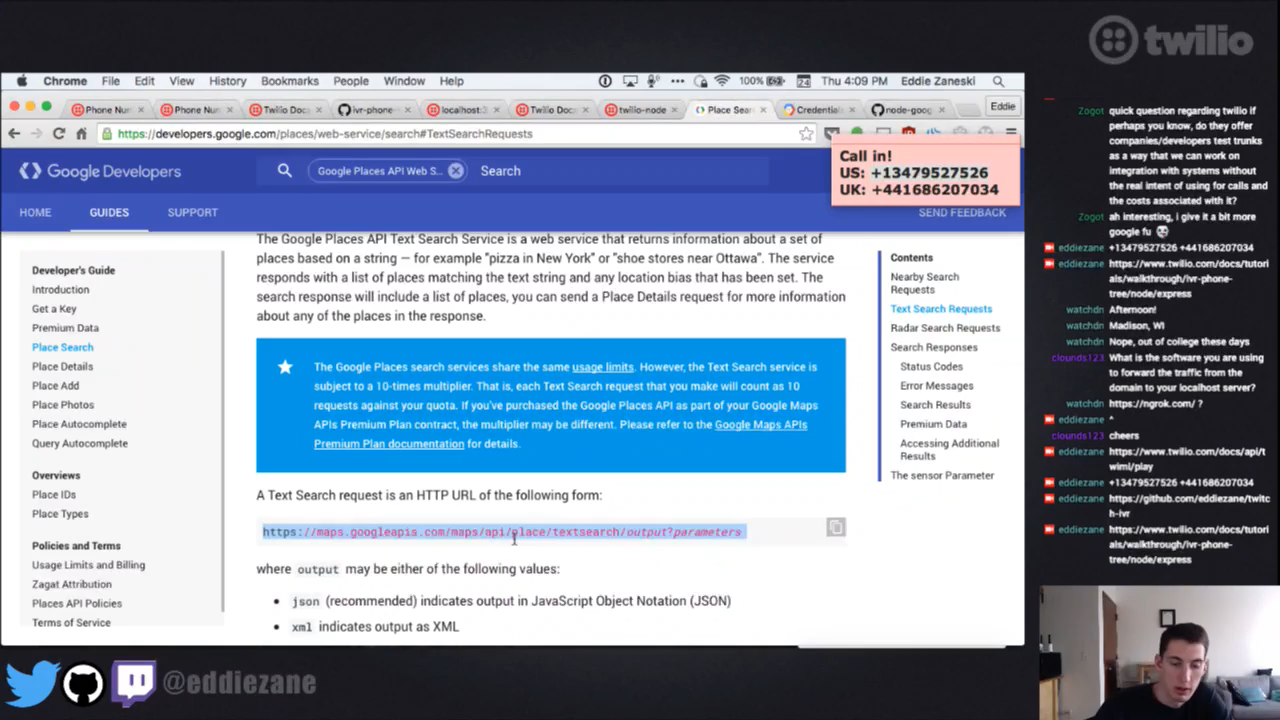 twilio
Chrome File Edit View History Bookmarks People Window Help
100% 24 Thu 4:09 PM Eddie Zaneski
Phone Nu
Phone Nu
Twilio Doc
ivr-phone
localhost:
Twilio Doc
twilio-node
Place Sear
Credentia
node-goog
Eddie
https://developers.google.com/places/web-service/search#TextSearchRequests
Call in!
US: +13479527526
UK: +441686207034
Google Developers
Google Places API Web S...
Search
HOME
GUIDES
SUPPORT
SEND FEEDBACK
Developer's Guide
Introduction
Get a Key
Premium Data
Place Search
Place Details
Place Add
Place Photos
Place Autocomplete
Query Autocomplete
Overviews
Place IDs
Place Types
Policies and Terms
Usage Limits and Billing
Zagat Attribution
Places API Policies
Terms of Service
The Google Places API Text Search Service is a web service that returns information about a set of
places based on a string — for example "pizza in New York" or "shoe stores near Ottawa". The service
responds with a list of places matching the text string and any location bias that has been set. The
search response will include a list of places, you can send a Place Details request for more information
about any of the places in the response.
The Google Places search services share the same usage limits. However, the Text Search service is
subject to a 10-times multiplier. That is, each Text Search request that you make will count as 10
requests against your quota. If you've purchased the Google Places API as part of your Google Maps
APIs Premium Plan contract, the multiplier may be different. Please refer to the Google Maps APIs
Premium Plan documentation for details.
A Text Search request is an HTTP URL of the following form:
https://maps.googleapis.com/maps/api/place/textsearch/output?parameters
where output may be either of the following values:
• json (recommended) indicates output in JavaScript Object Notation (JSON)
• xml indicates output as XML
Contents
Nearby Search
Requests
Text Search Requests
Radar Search Requests
Search Responses
Status Codes
Error Messages
Search Results
Premium Data
Accessing Additional
Results
The sensor Parameter
Zogot quick question regarding twilio if
perhaps you know, do they offer
companies/developers test trunks
as a way that we can work on
integration with systems without
the real intent of using for calls and
the costs associated with it?
Zogot ah interesting, i give it a bit more
google fu
eddiezane +13479527526 +441686207034
eddiezane https://www.twilio.com/docs/tutori
als/walkthrough/ivr-phone-
tree/node/express
watchdn Afternoon!
watchdn Madison, WI
watchdn Nope, out of college these days
clounds123 What is the software you are using
to forward the traffic from the
domain to your localhost server?
watchdn https://ngrok.com/ ?
eddiezane ^
clounds123 cheers
eddiezane https://www.twilio.com/docs/api/t
wiml/play
eddiezane +13479527526 +441686207034
eddiezane https://github.com/eddiezane/twitc
h-ivr
eddiezane https://www.twilio.com/docs/tutori
als/walkthrough/ivr-phone-
tree/node/express
@eddiezane